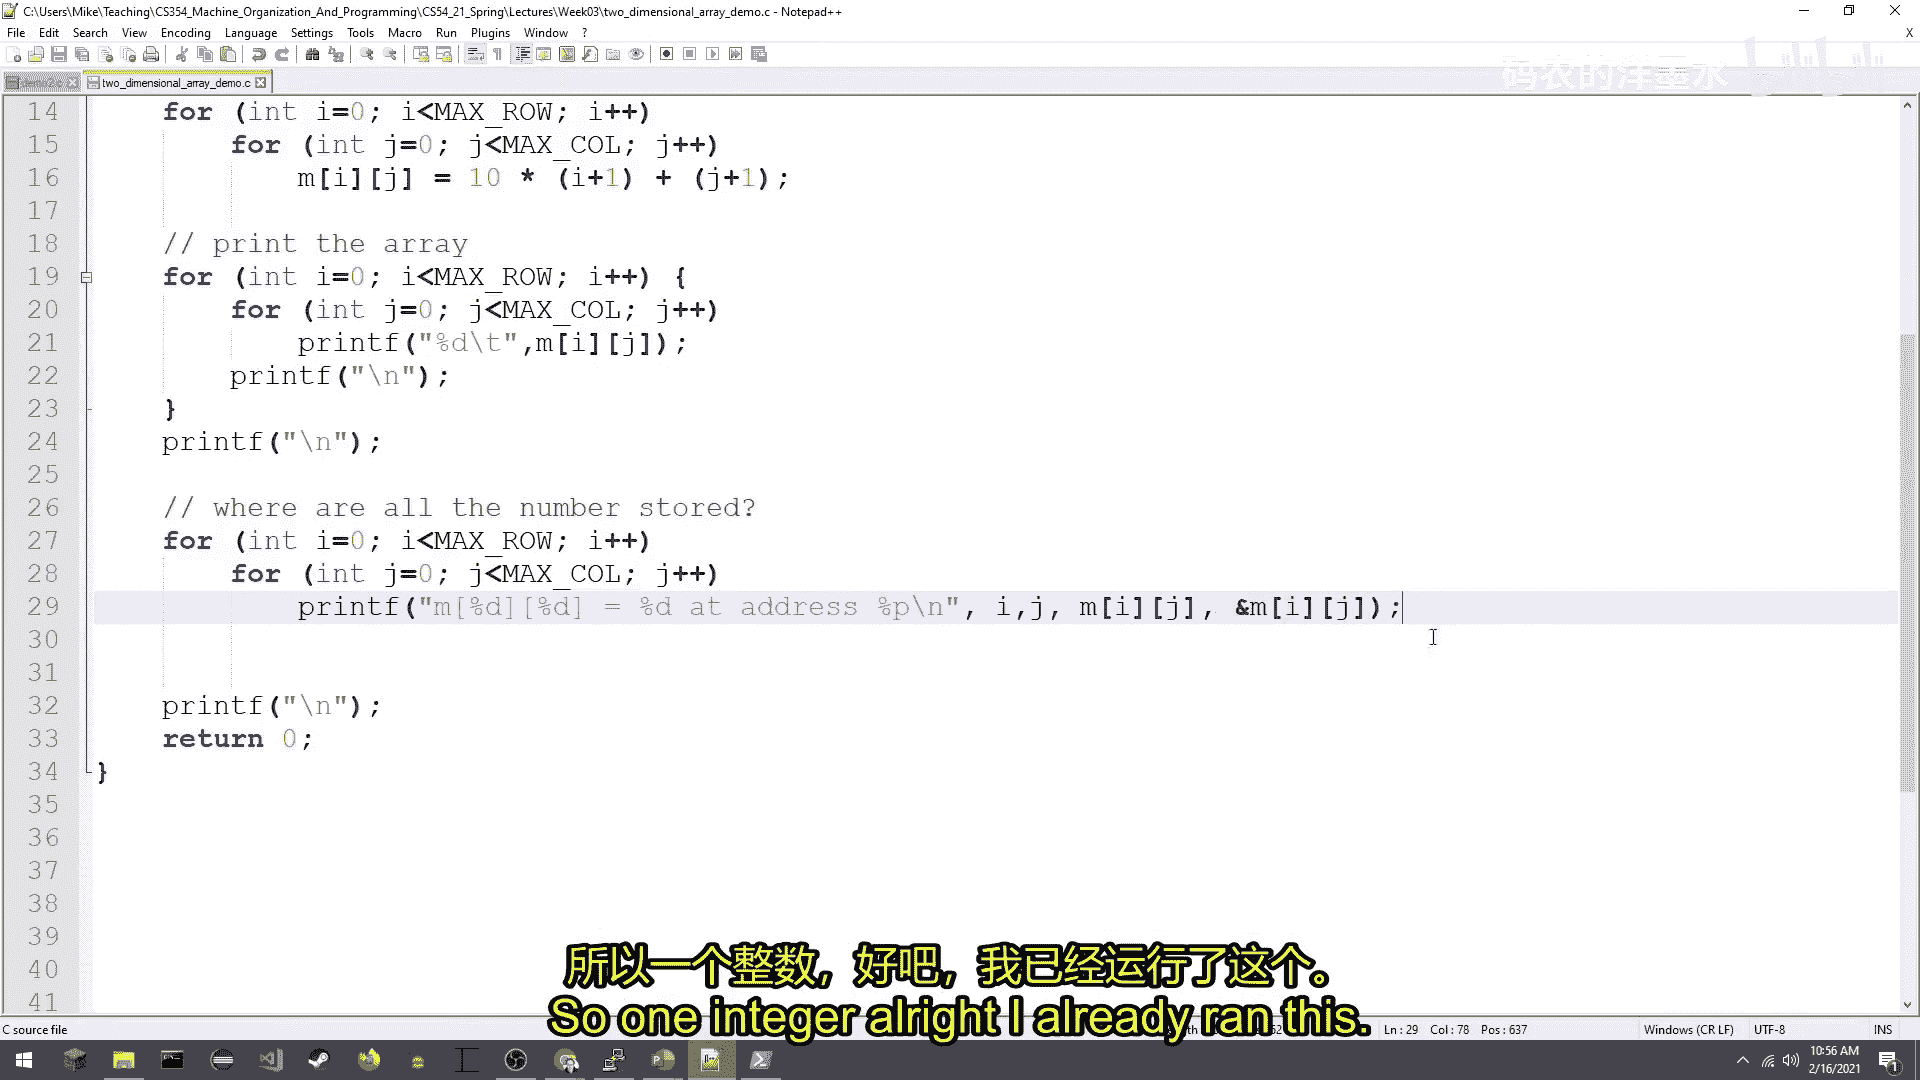 C:\Users\Mike\Teaching\CS354_Machine_Organization_And_Programming\CS54_21_Spring\Lectures\Week03\two_dimensional_array_demo.c - Notepad++
File Edit Search View Encoding Language Settings Tools Macro Run Plugins Window ? X
码农的洋墨水
two_dimensional_array_demo.c
14 for (int i=0; i<MAX_ROW; i++)
15 for (int j=0; j<MAX_COL; j++)
16 m[i][j] = 10 * (i+1) + (j+1);
17
18 // print the array
19 for (int i=0; i<MAX_ROW; i++) {
20 for (int j=0; j<MAX_COL; j++)
21 printf("%d\t",m[i][j]);
22 printf("\n");
23 }
24 printf("\n");
25
26 // where are all the number stored?
27 for (int i=0; i<MAX_ROW; i++)
28 for (int j=0; j<MAX_COL; j++)
29 printf("m[%d][%d] = %d at address %p\n", i,j, m[i][j], &m[i][j]);
30
31
32 printf("\n");
33 return 0;
34 }
35
36
37
38
39
40
41
所以一个整数，好吧，我已经运行了这个。
So one integer alright I already ran this.
C source file Ln : 29 Col : 78 Pos : 637 Windows (CR LF) UTF-8 INS
10:56 AM
2/16/2021